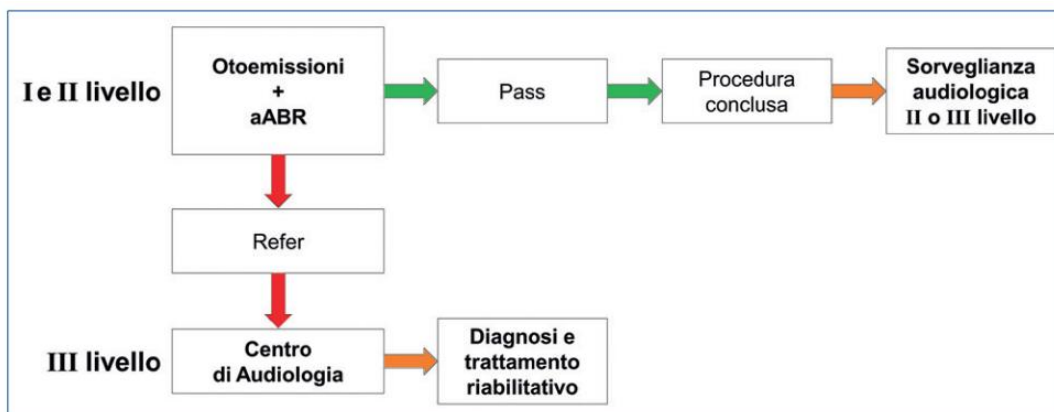 I e II livello
Otoemissioni
+
aABR
Pass
Procedura
conclusa
Sorveglianza
audiologica
II o III livello
Refer
III livello
Centro
di Audiologia
Diagnosi e
trattamento
riabilitativo